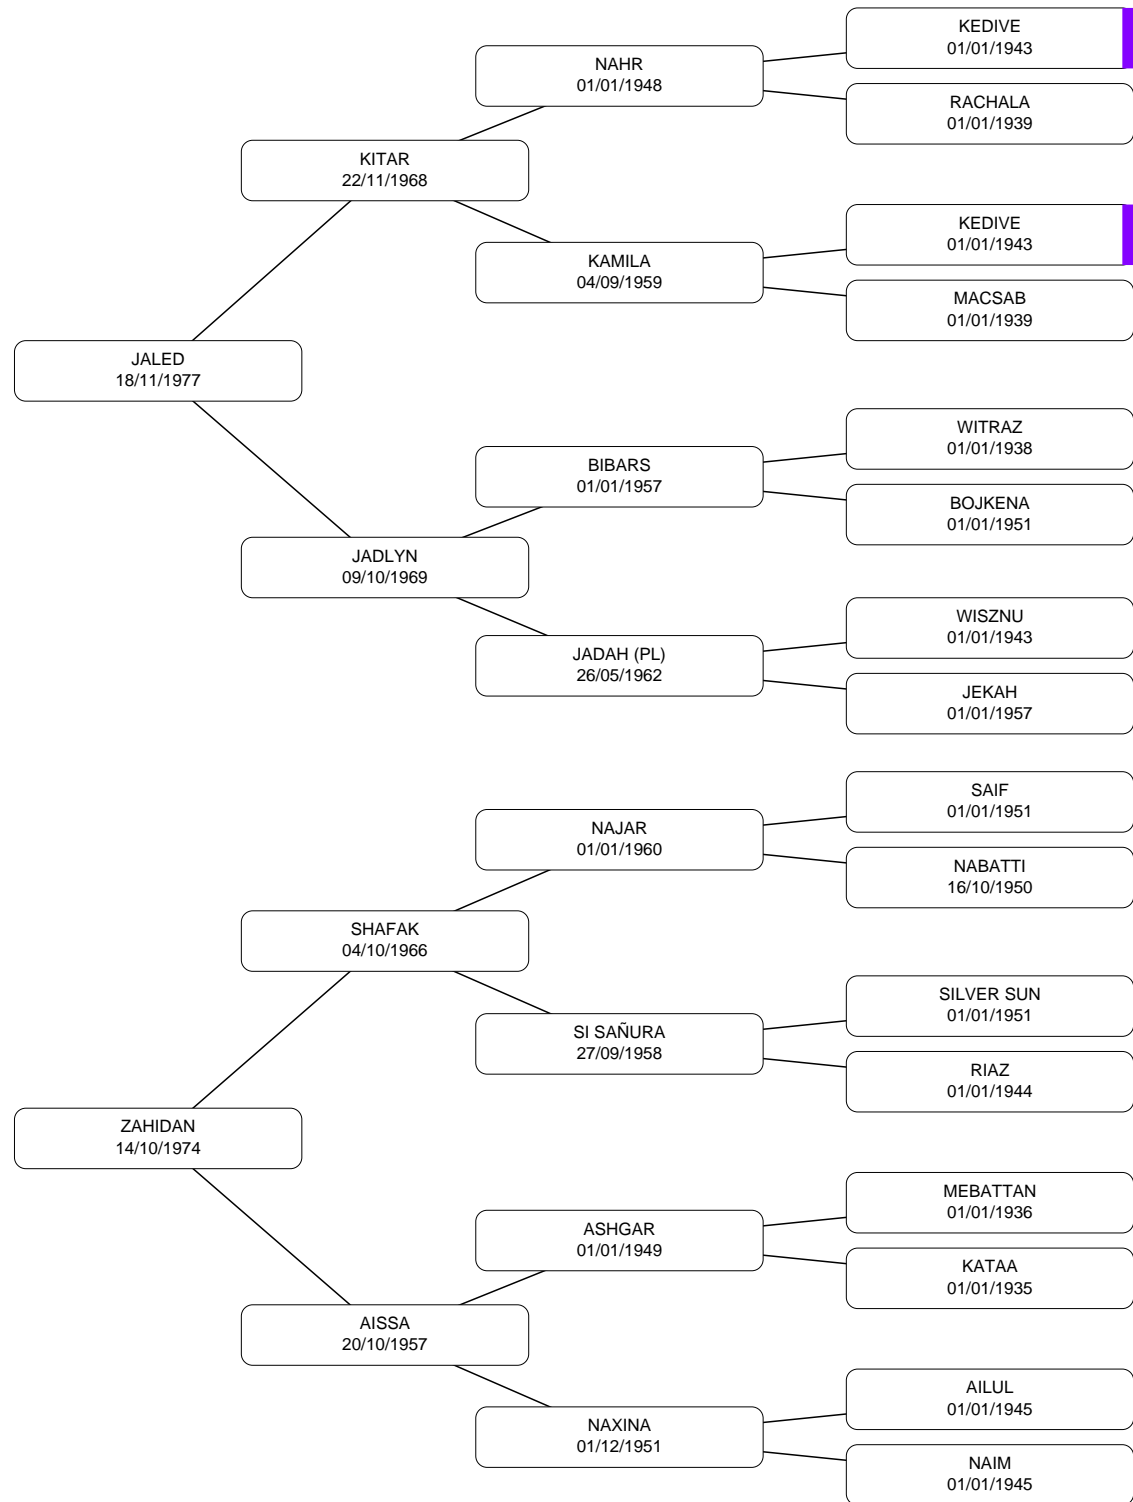 KEDIVE
01/01/1943
NAHR
01/01/1948
RACHALA
01/01/1939
KITAR
22/11/1968
KEDIVE
01/01/1943
KAMILA
04/09/1959
MACSAB
01/01/1939
JALED
18/11/1977
WITRAZ
01/01/1938
BIBARS
01/01/1957
BOJKENA
01/01/1951
JADLYN
09/10/1969
WISZNU
01/01/1943
JADAH (PL)
26/05/1962
JEKAH
01/01/1957
SAIF
01/01/1951
NAJAR
01/01/1960
NABATTI
16/10/1950
SHAFAK
04/10/1966
SILVER SUN
01/01/1951
SI SAÑURA
27/09/1958
RIAZ
01/01/1944
ZAHIDAN
14/10/1974
MEBATTAN
01/01/1936
ASHGAR
01/01/1949
KATAA
01/01/1935
AISSA
20/10/1957
AILUL
01/01/1945
NAXINA
01/12/1951
NAIM
01/01/1945